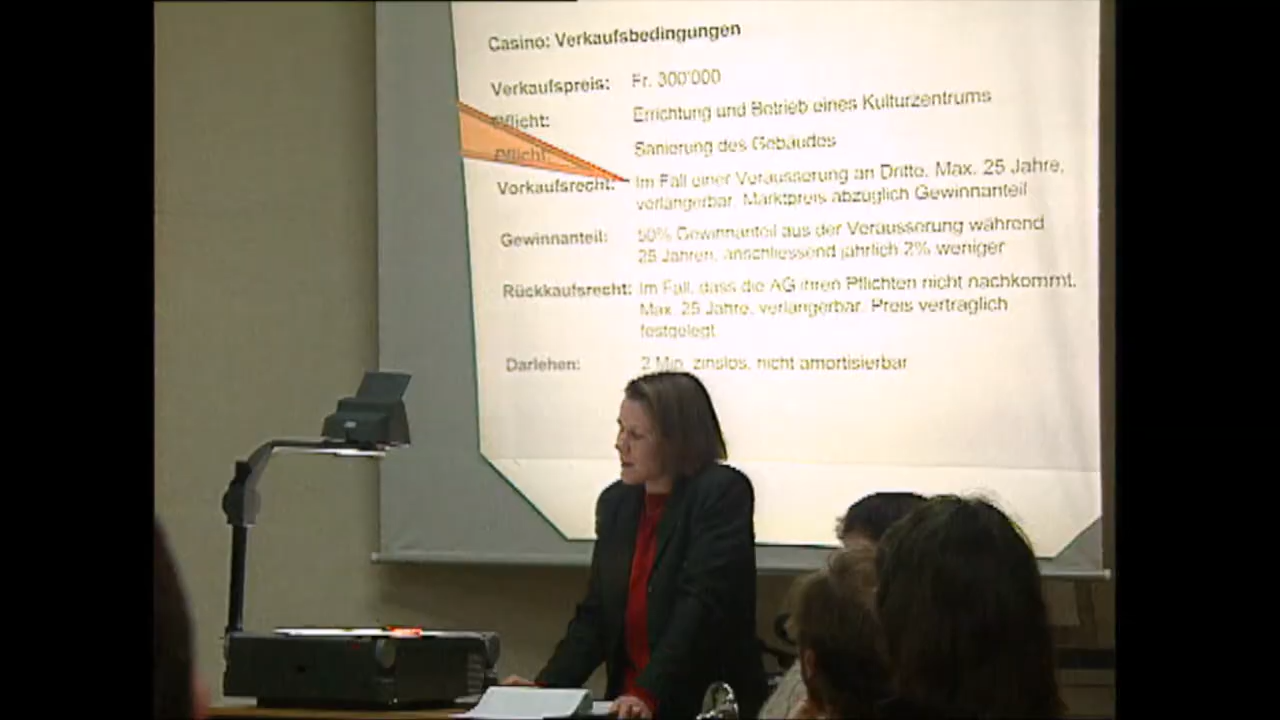 Casino: Verkaufsbedingungen
Verkaufspreis: Fr. 300'000
Pflicht: Errichtung und Betrieb eines Kulturzentrums
Pflicht: Sanierung des Gebäudes
Vorkaufsrecht: Im Fall einer Veräusserung an Dritte. Max. 25 Jahre,
verlängerbar. Marktpreis abzüglich Gewinnanteil
Gewinnanteil: 50% Gewinnanteil aus der Veräusserung während
25 Jahren, anschliessend jährlich 2% weniger
Rückkaufsrecht: Im Fall, dass die AG ihren Pflichten nicht nachkommt.
Max. 25 Jahre, verlängerbar. Preis vertraglich
festgelegt
Darlehen: 2 Mio. zinslos, nicht amortisierbar